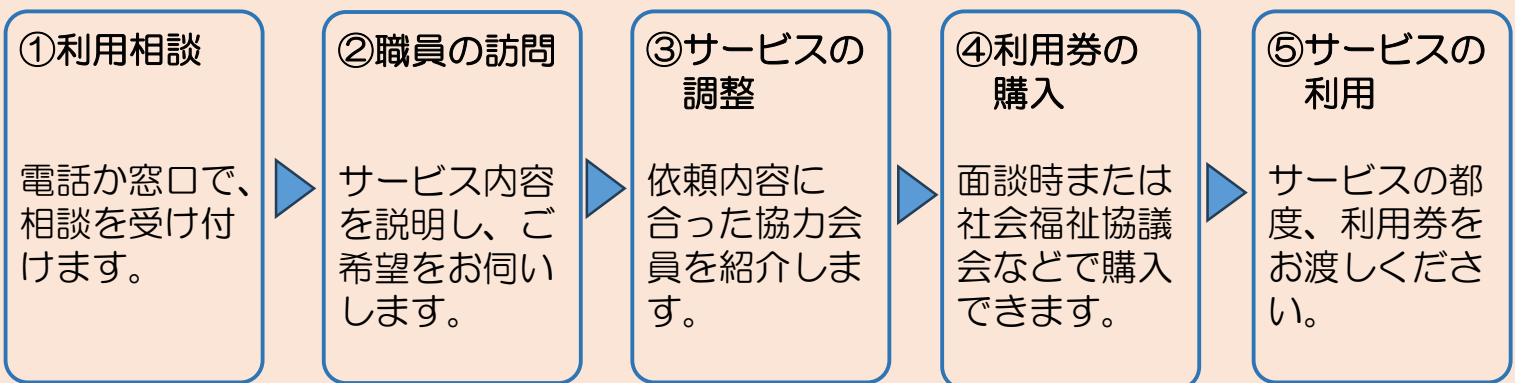 ①利用相談
電話か窓口で、
相談を受け付
けます。
②職員の訪問
サービス内容
を説明し、ご
希望をお伺い
します。
③サービスの
調整
依頼内容に
合った協力会
員を紹介しま
す。
④利用券の
購入
面談時または
社会福祉協議
会などで購入
できます。
⑤サービスの
利用
サービスの都
度、利用券を
お渡しくださ
い。